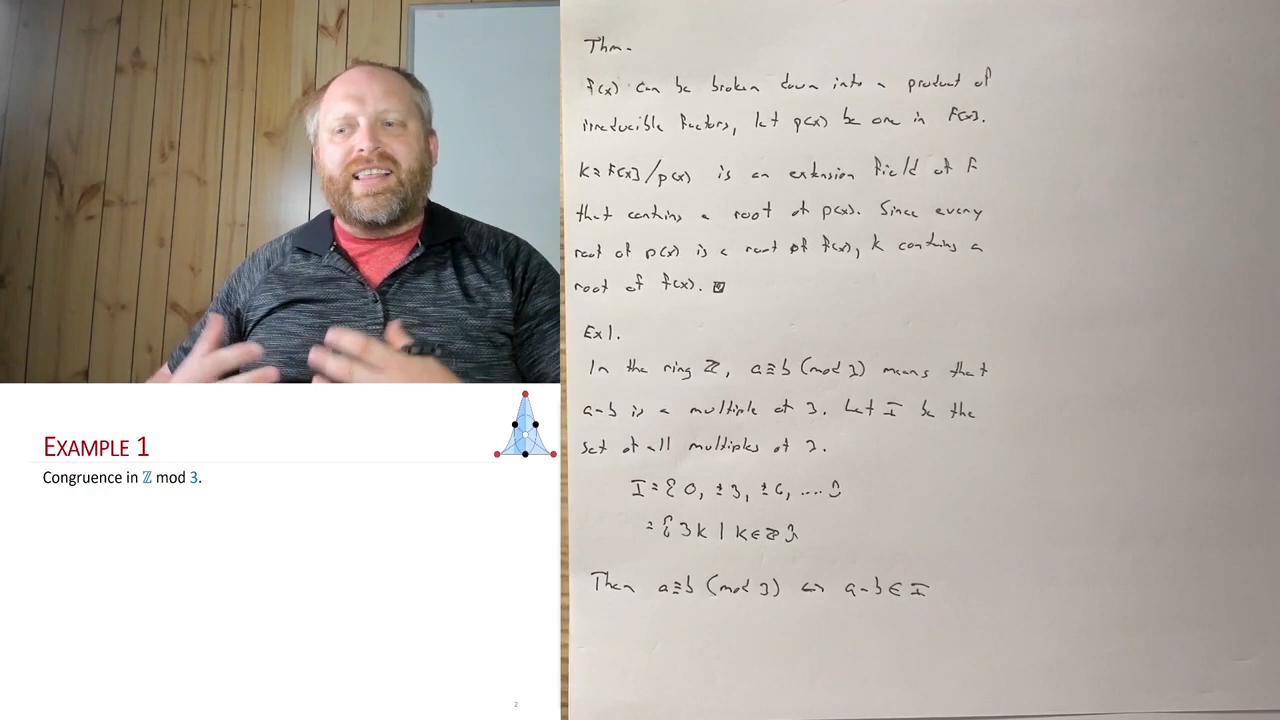 EXAMPLE 1
Congruence in ℤ mod 3.
2
Thm.
f(x) can be broken down into a product of
irreducible factors, let p(x) be one in F[x].
K = F[x]/p(x) is an extension field of F
that contains a root of p(x). Since every
root of p(x) is a root of f(x), K contains a
root of f(x).
Ex 1.
In the ring ℤ, a≡b (mod 3) means that
a-b is a multiple of 3. Let I be the
set of all multiples of 3.
I = {0, ±3, ±6, ....}
= {3k | k∈ℤ}
Then a≡b (mod 3) ⇔ a-b∈I